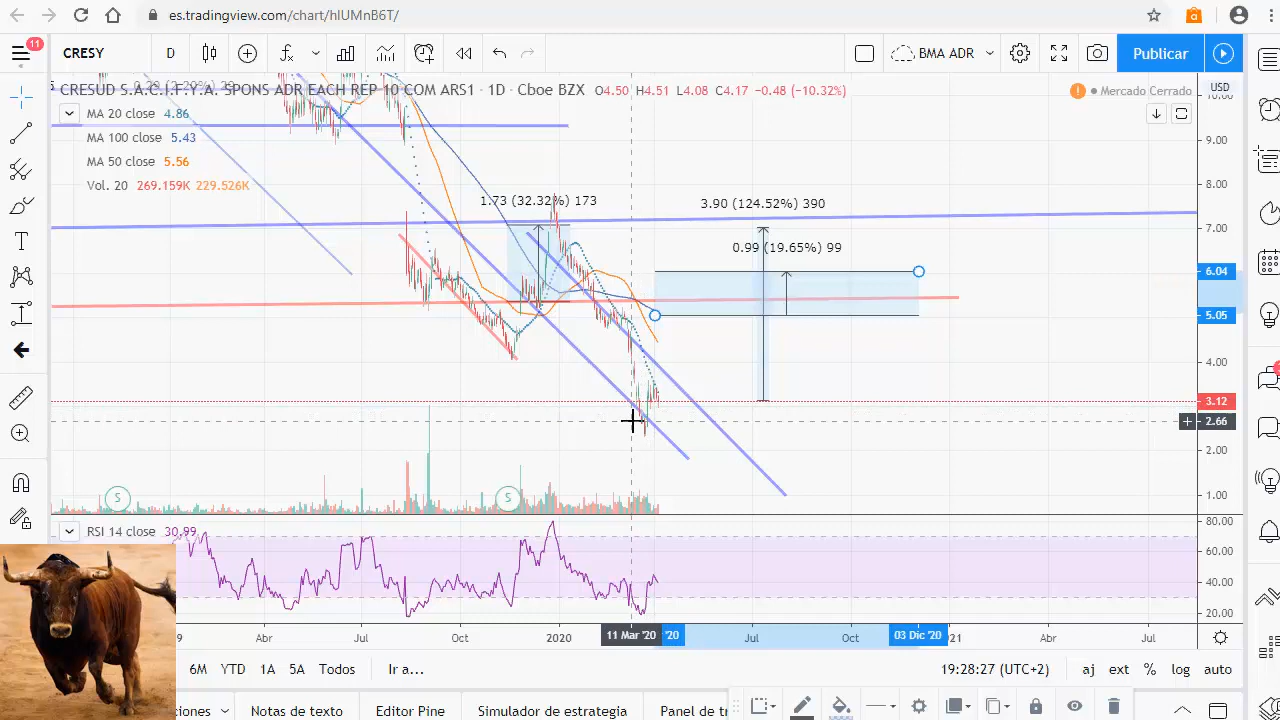 es.tradingview.com/chart/hlUMnB6T/
11
CRESY
D
BMA ADR
Publicar
CRESUD S.A.C.I.F.Y.A. SPONS ADR EACH REP 10 COM ARS1 · 1D · Cboe BZX O4.50 H4.51 L4.08 C4.17 −0.48 (−10.32%)
Mercado Cerrado
USD
10.00
MA 20 close 4.86
MA 100 close 5.43
MA 50 close 5.56
Vol. 20 269.159K 229.526K
9.00
8.00
7.00
1.73 (32.32%) 173
3.90 (124.52%) 390
0.99 (19.65%) 99
6.04
5.05
4.00
3.12
2.66
2.00
1.00
S
S
RSI 14 close 30.99
80.00
60.00
40.00
20.00
Abr
Jul
Oct
2020
11 Mar '20
'20
Jul
Oct
03 Dic '20
Abr
Jul
6M YTD 1A 5A Todos
Ir a...
19:28:27 (UTC+2)
aj ext % log auto
Notas de texto
Editor Pine
Simulador de estrategia